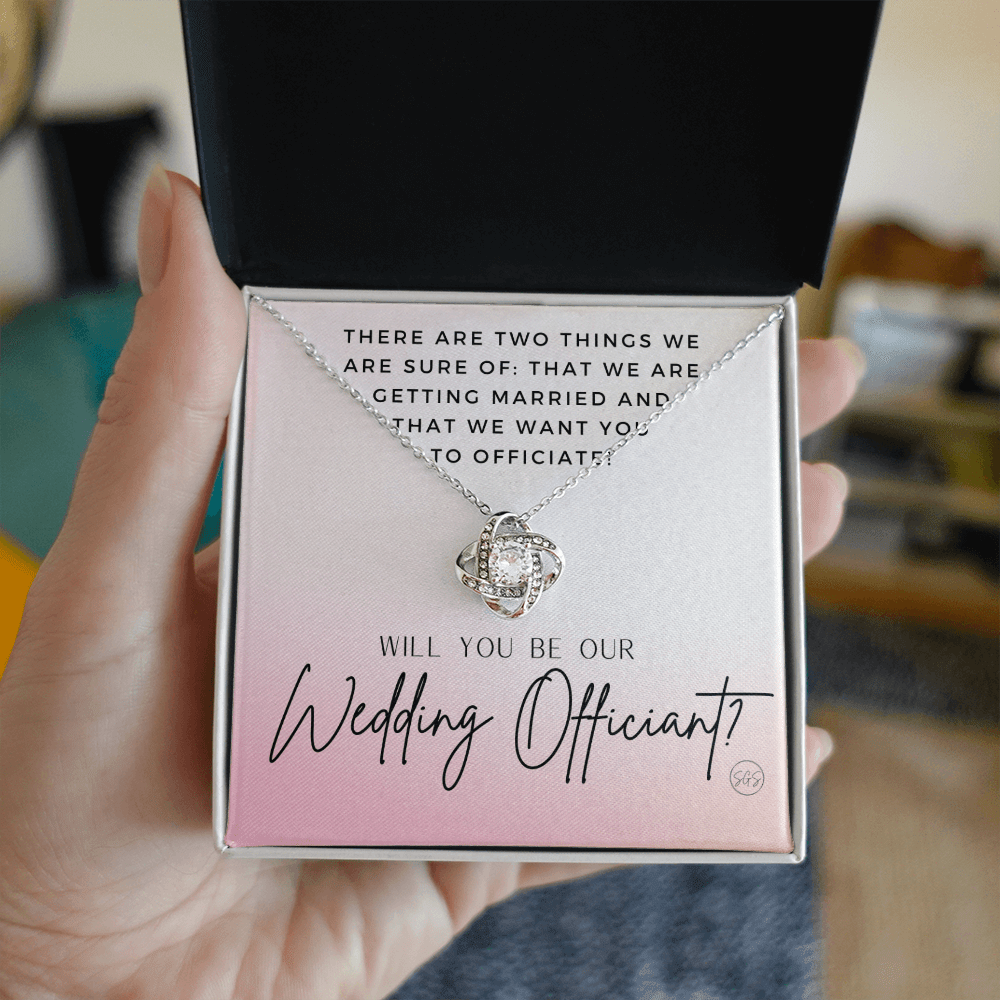 THERE ARE TWO THINGS WE
ARE SURE OF: THAT WE ARE
GETTING MARRIED AND
THAT WE WANT YOU
TO OFFICIATE!
WILL YOU BE OUR
Wedding Officiant?
SGS